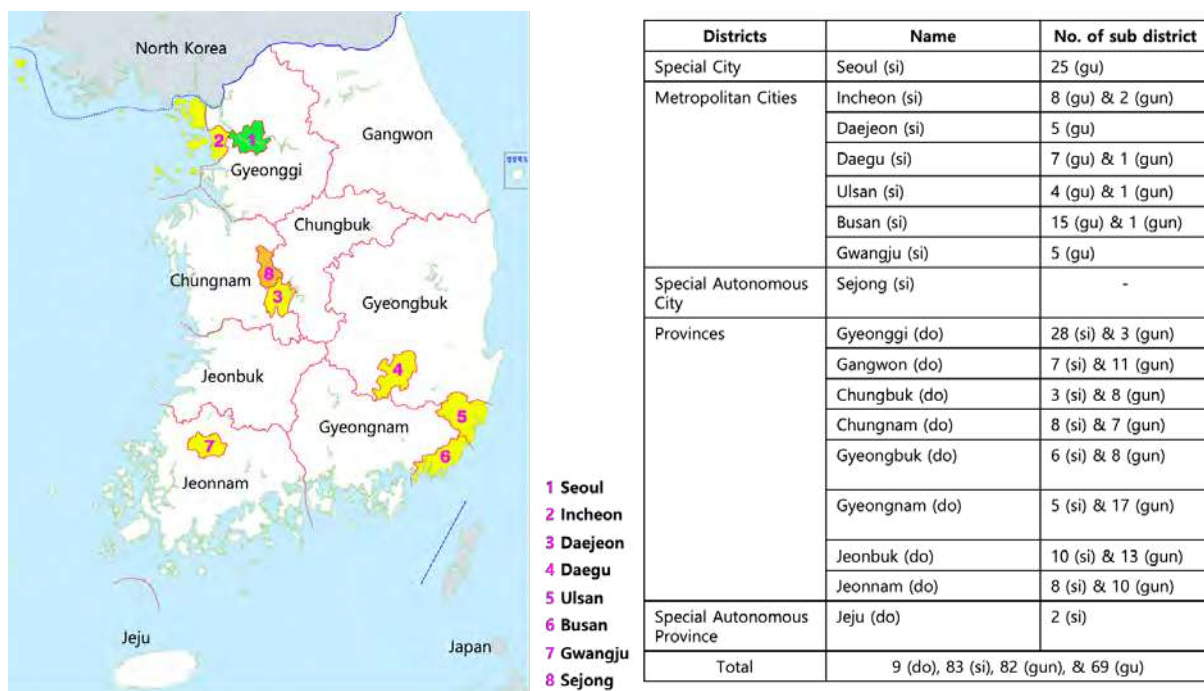 North Korea
Gangwon
2
1
Gyeonggi
Chungbuk
Chungnam
8
3
Gyeongbuk
Jeonbuk
4
Gyeongnam
5
7
6
Jeonnam
Jeju
Japan
1 Seoul
2 Incheon
3 Daejeon
4 Daegu
5 Ulsan
6 Busan
7 Gwangju
8 Sejong
Districts Name No. of sub district
Special City Seoul (si) 25 (gu)
Metropolitan Cities Incheon (si) 8 (gu) & 2 (gun)
Daejeon (si) 5 (gu)
Daegu (si) 7 (gu) & 1 (gun)
Ulsan (si) 4 (gu) & 1 (gun)
Busan (si) 15 (gu) & 1 (gun)
Gwangju (si) 5 (gu)
Special Autonomous Sejong (si) -
City
Provinces Gyeonggi (do) 28 (si) & 3 (gun)
Gangwon (do) 7 (si) & 11 (gun)
Chungbuk (do) 3 (si) & 8 (gun)
Chungnam (do) 8 (si) & 7 (gun)
Gyeongbuk (do) 6 (si) & 8 (gun)
Gyeongnam (do) 5 (si) & 17 (gun)
Jeonbuk (do) 10 (si) & 13 (gun)
Jeonnam (do) 8 (si) & 10 (gun)
Special Autonomous Jeju (do) 2 (si)
Province
Total 9 (do), 83 (si), 82 (gun), & 69 (gu)